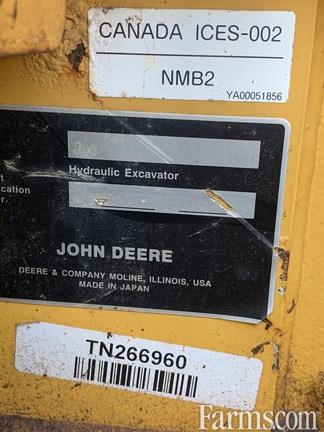 CANADA ICES-002
NMB2
YA00051856
Hydraulic Excavator
JOHN DEERE
DEERE & COMPANY MOLINE, ILLINOIS, USA
MADE IN JAPAN
TN266960
Farms.com